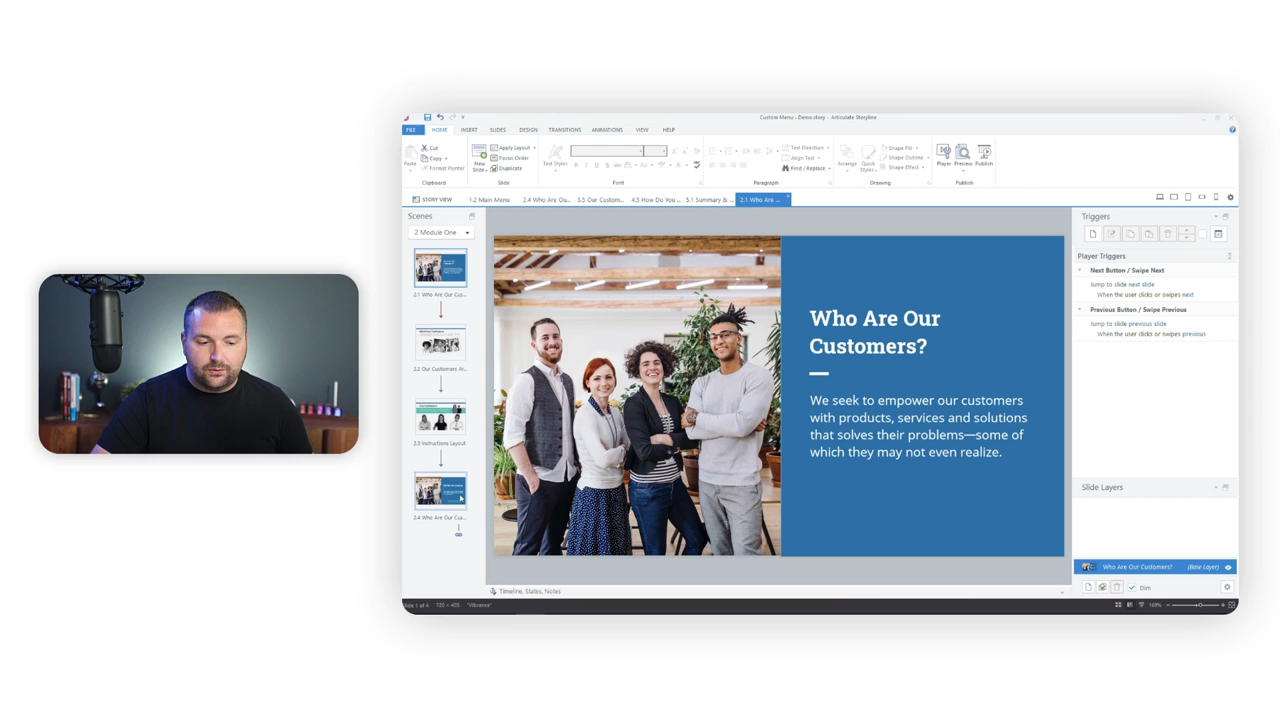 Custom Menu - Demo.story - Articulate Storyline
FILE HOME INSERT SLIDES DESIGN TRANSITIONS ANIMATIONS VIEW HELP
Paste
Cut
Copy
Format Painter
Clipboard
New Slide
Apply Layout
Focus Order
Duplicate
Slide
Text Styles
Font
Text Direction
Align Text
Find / Replace
Paragraph
Arrange
Quick Styles
Shape Fill
Shape Outline
Shape Effect
Drawing
Player
Preview
Publish
Publish
STORY VIEW
1.2 Main Menu
2.4 Who Are Ou...
3.5 Our Custom...
4.5 How Do You ...
5.1 Summary & ...
2.1 Who Are ...
Scenes
2 Module One
2.1 Who Are Our Cus...
2.2 Our Customers Ar...
2.3 Instructions Layout
2.4 Who Are Our Cus...
Who Are Our
Customers?
We seek to empower our customers
with products, services and solutions
that solves their problems—some of
which they may not even realize.
Timeline, States, Notes
Triggers
Player Triggers
Next Button / Swipe Next
Jump to slide next slide
When the user clicks or swipes next
Previous Button / Swipe Previous
Jump to slide previous slide
When the user clicks or swipes previous
Slide Layers
Who Are Our Customers? (Base Layer)
Dim
Slide 1 of 4 720 × 405 "Vibrance"
169%